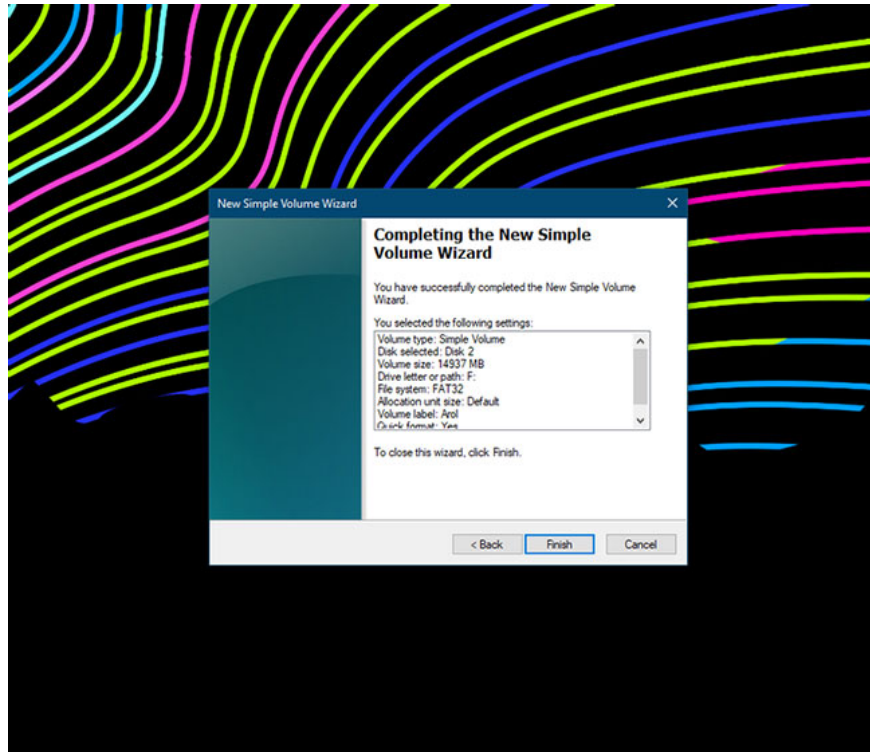 New Simple Volume Wizard
Completing the New Simple
Volume Wizard
You have successfully completed the New Simple Volume
Wizard.
You selected the following settings:
Volume type: Simple Volume
Disk selected: Disk 2
Volume size: 14937 MB
Drive letter or path: F:
File system: FAT32
Allocation unit size: Default
Volume label: Arol
Quick format: Yes
To close this wizard, click Finish.
< Back
Finish
Cancel